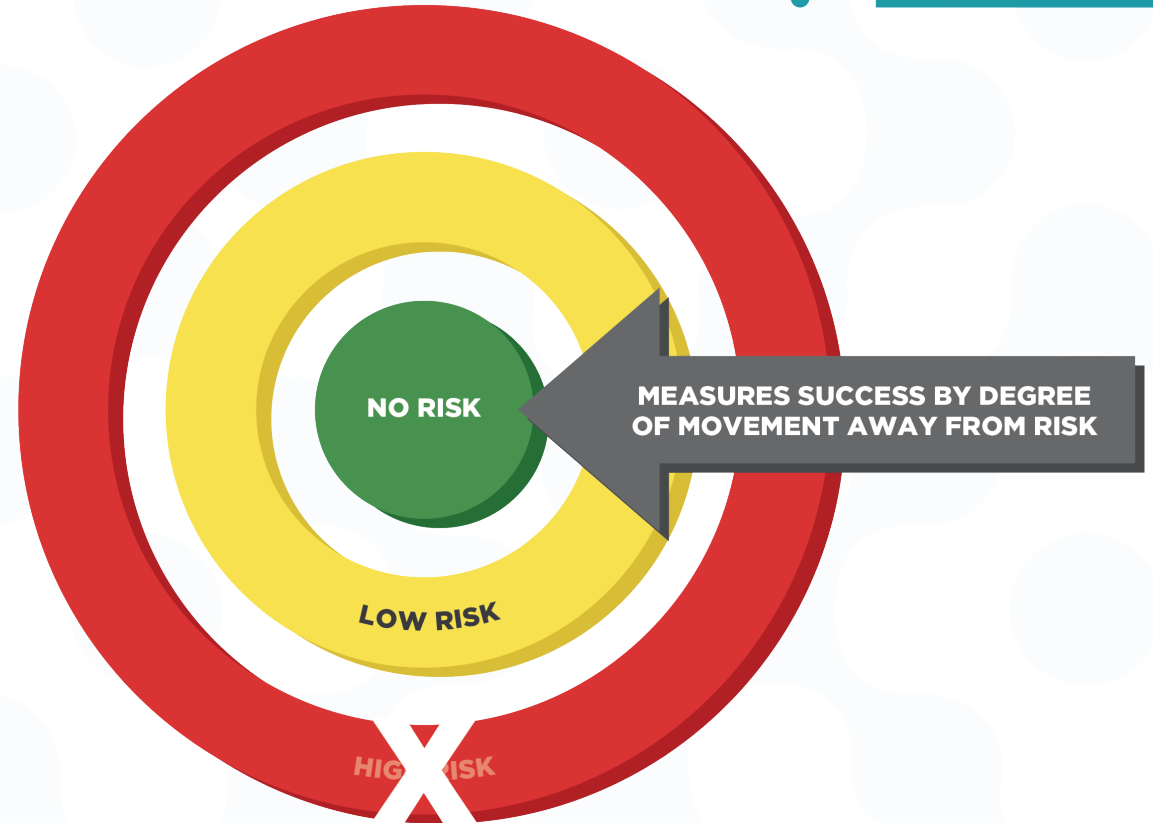 NO RISK
MEASURES SUCCESS BY DEGREE
OF MOVEMENT AWAY FROM RISK
LOW RISK
X